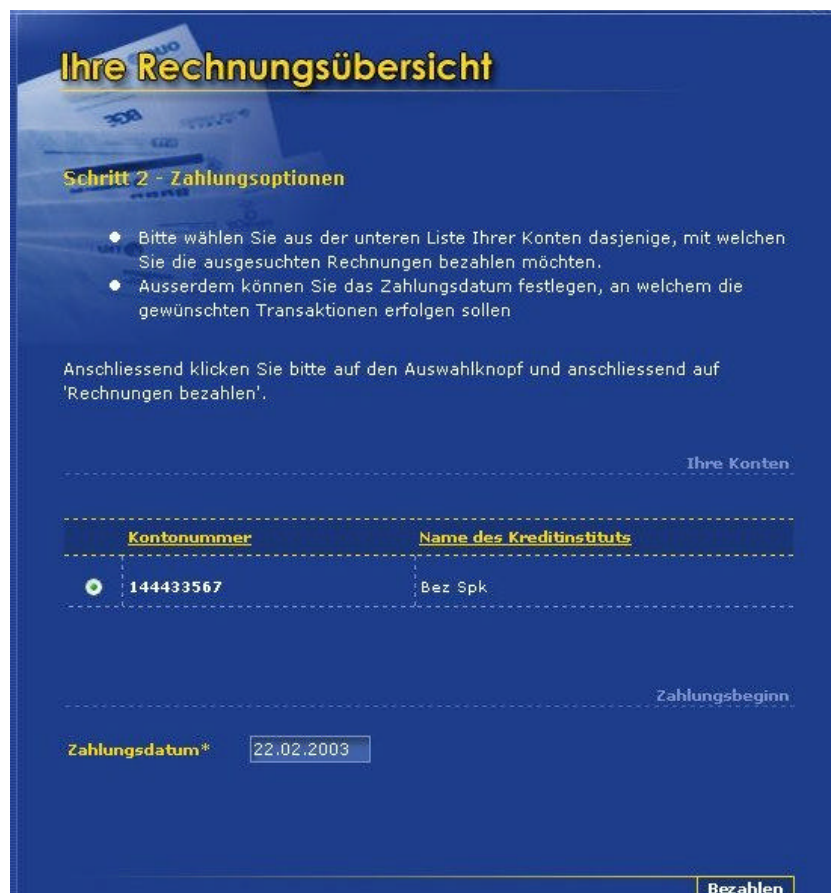 Ihre Rechnungsübersicht
BGE
Schritt 2 - Zahlungsoptionen
Bitte wählen Sie aus der unteren Liste Ihrer Konten dasjenige, mit welchen
Sie die ausgesuchten Rechnungen bezahlen möchten.
Ausserdem können Sie das Zahlungsdatum festlegen, an welchem die
gewünschten Transaktionen erfolgen sollen
Anschliessend klicken Sie bitte auf den Auswahlknopf und anschliessend auf
'Rechnungen bezahlen'.
Ihre Konten
Kontonummer Name des Kreditinstituts
144433567 Bez Spk
Zahlungsbeginn
Zahlungsdatum* 22.02.2003
Bezahlen